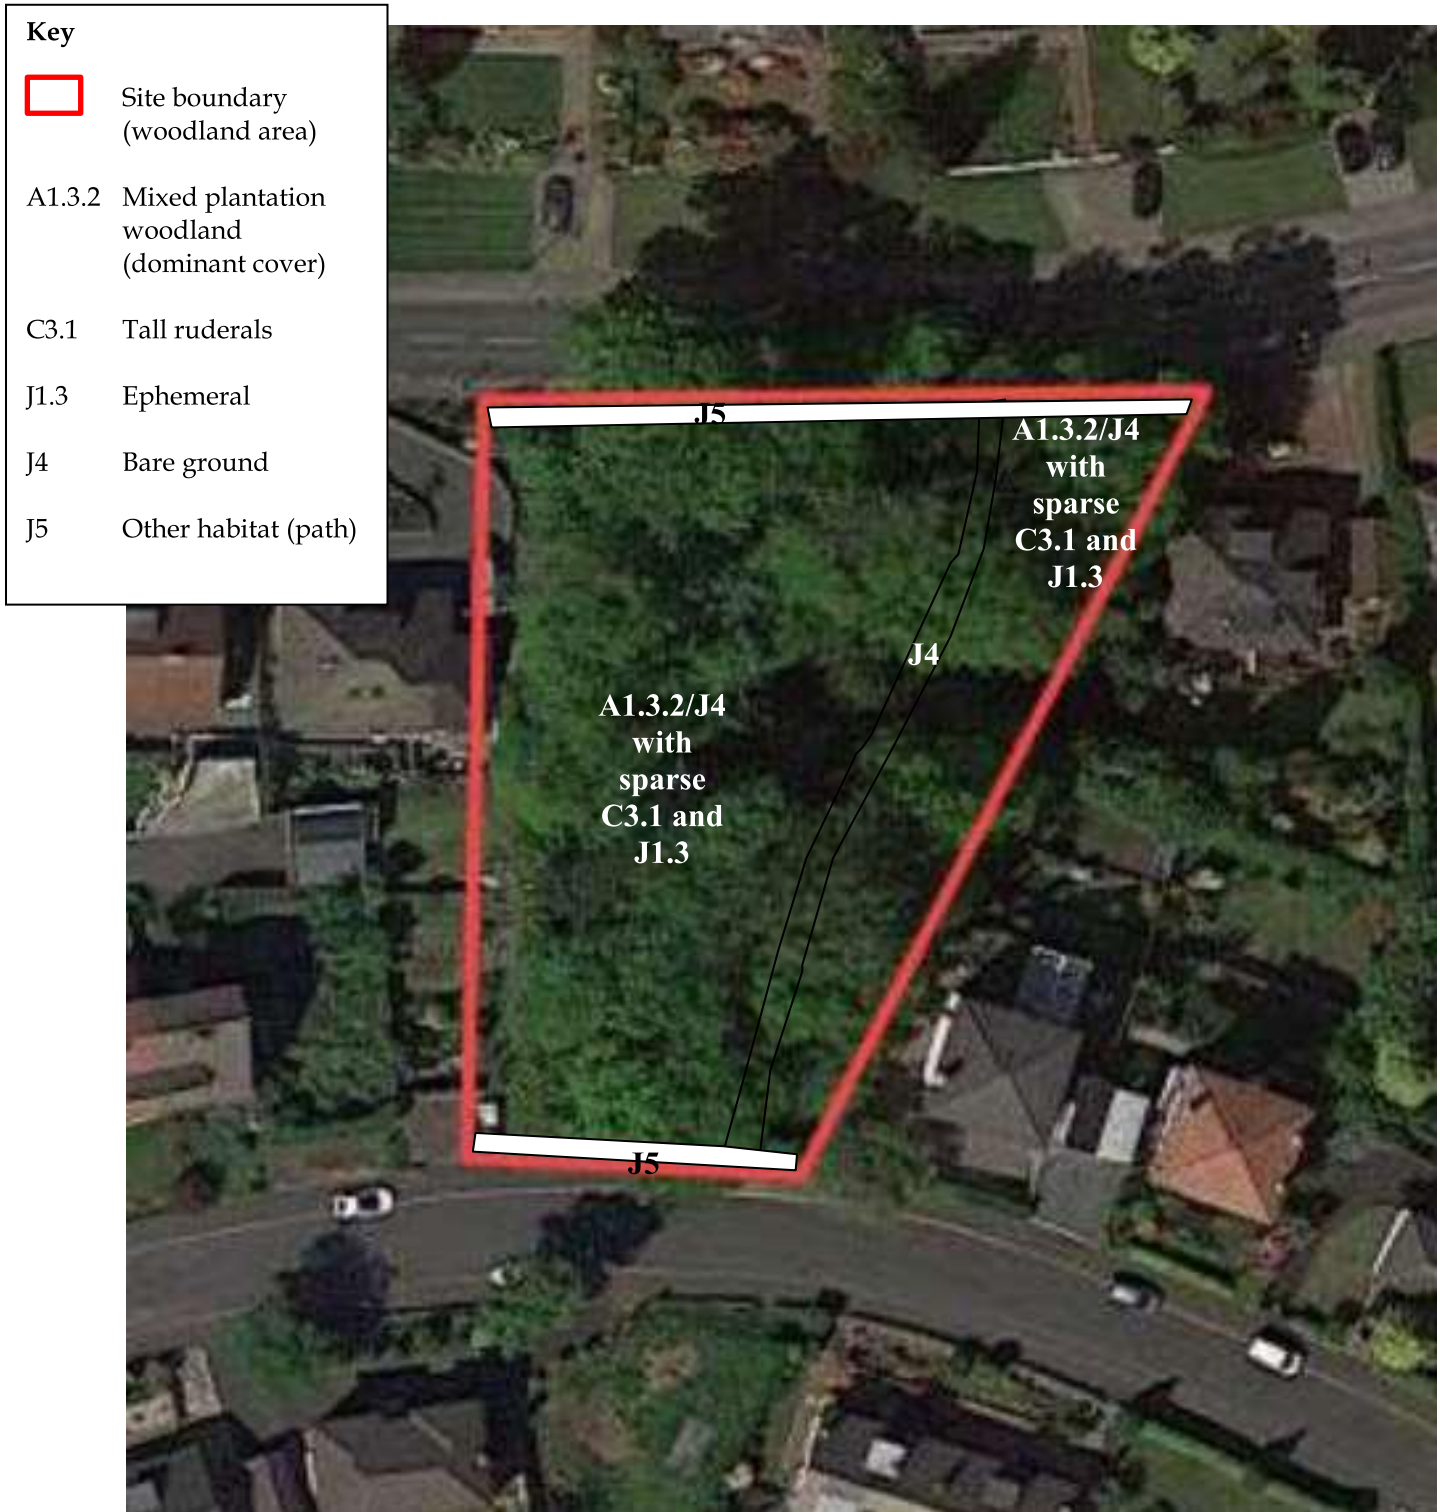 Key
Site boundary
(woodland area)
A1.3.2 Mixed plantation
woodland
(dominant cover)
C3.1 Tall ruderals
J1.3 Ephemeral
J4 Bare ground
J5 Other habitat (path)
J5
A1.3.2/J4
with
sparse
C3.1 and
J1.3
J4
A1.3.2/J4
with
sparse
C3.1 and
J1.3
J5